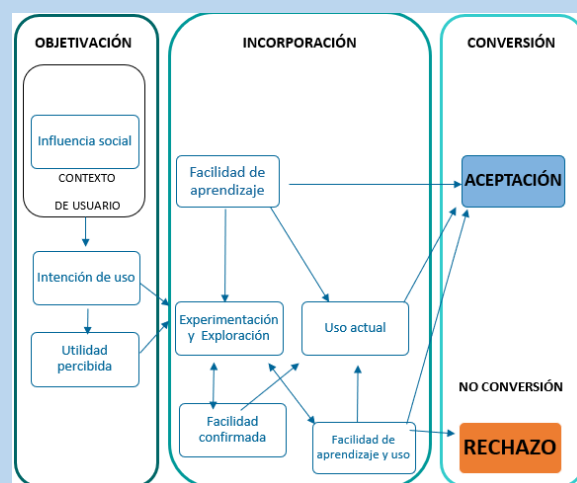 OBJETIVACIÓN
Influencia social
CONTEXTO
DE USUARIO
Intención de uso
Utilidad
percibida
INCORPORACIÓN
Facilidad de
aprendizaje
Experimentación
y Exploración
Uso actual
Facilidad
confirmada
Facilidad de
aprendizaje y uso
CONVERSIÓN
ACEPTACIÓN
NO CONVERSIÓN
RECHAZO